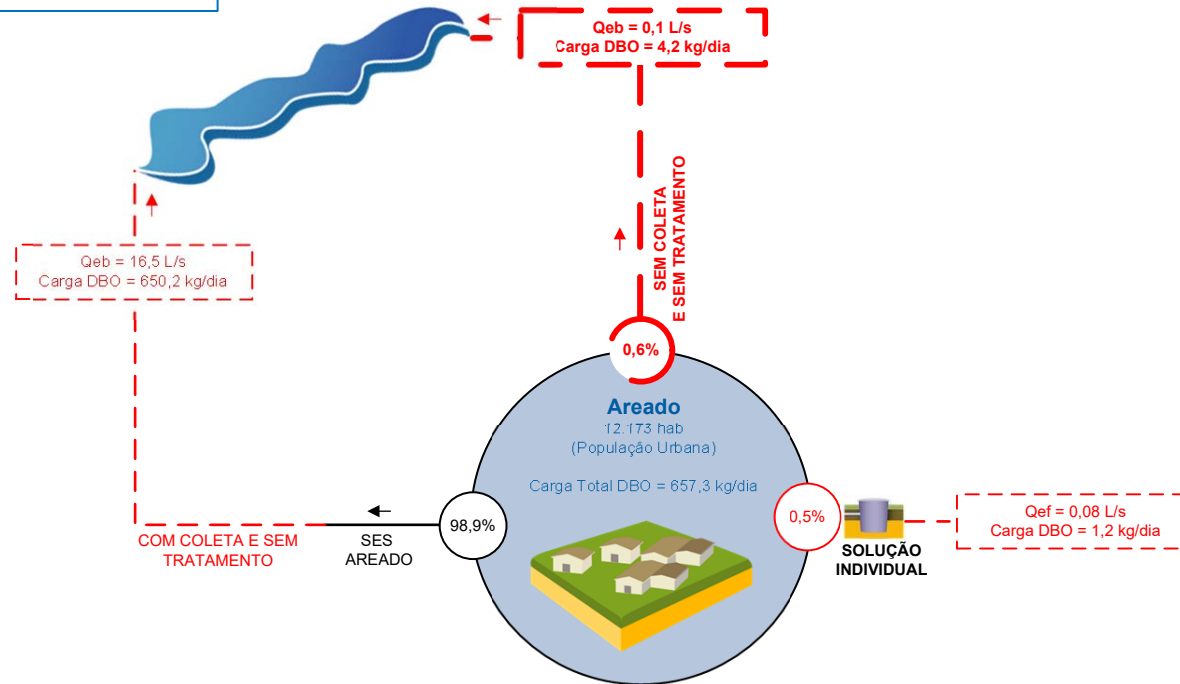 Qeb = 0,1 L/s
Carga DBO = 4,2 kg/dia
SEM COLETA
E SEM TRATAMENTO
Qeb = 16,5 L/s
Carga DBO = 650,2 kg/dia
0,6%
Areado
12.173 hab
(População Urbana)
Carga Total DBO = 657,3 kg/dia
98,9%
0,5%
SOLUÇÃO
INDIVIDUAL
Qef = 0,08 L/s
Carga DBO = 1,2 kg/dia
COM COLETA E SEM
TRATAMENTO
SES
AREADO